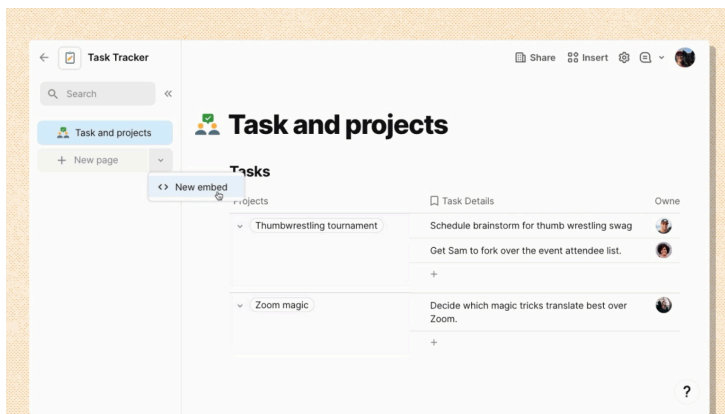 Task Tracker
Share
Insert
Search
Task and projects
New page
New embed
Task and projects
Tasks
Projects
Task Details
Owne
Thumbwrestling tournament
Schedule brainstorm for thumb wrestling swag
Get Sam to fork over the event attendee list.
+
Zoom magic
Decide which magic tricks translate best over
Zoom.
+
?